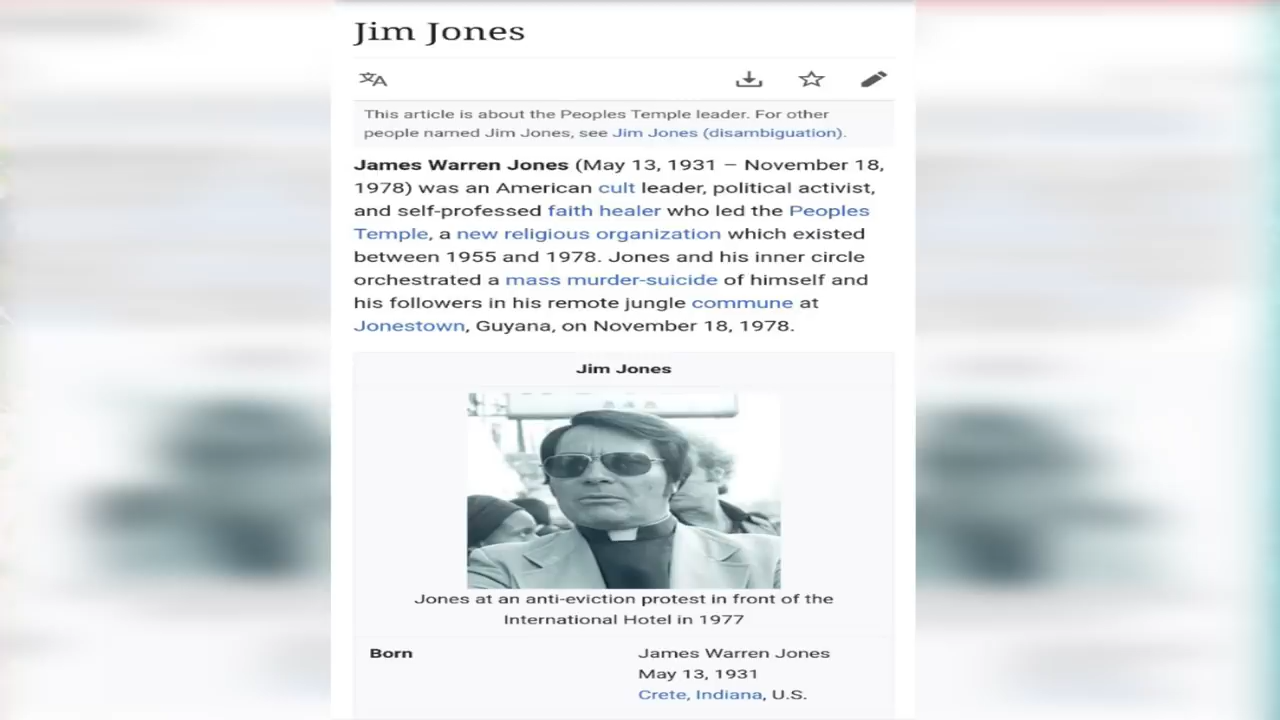 Jim Jones
This article is about the Peoples Temple leader. For other
people named Jim Jones, see Jim Jones (disambiguation).
James Warren Jones (May 13, 1931 – November 18,
1978) was an American cult leader, political activist,
and self-professed faith healer who led the Peoples
Temple, a new religious organization which existed
between 1955 and 1978. Jones and his inner circle
orchestrated a mass murder-suicide of himself and
his followers in his remote jungle commune at
Jonestown, Guyana, on November 18, 1978.
Jim Jones
Jones at an anti-eviction protest in front of the
International Hotel in 1977
Born
James Warren Jones
May 13, 1931
Crete, Indiana, U.S.